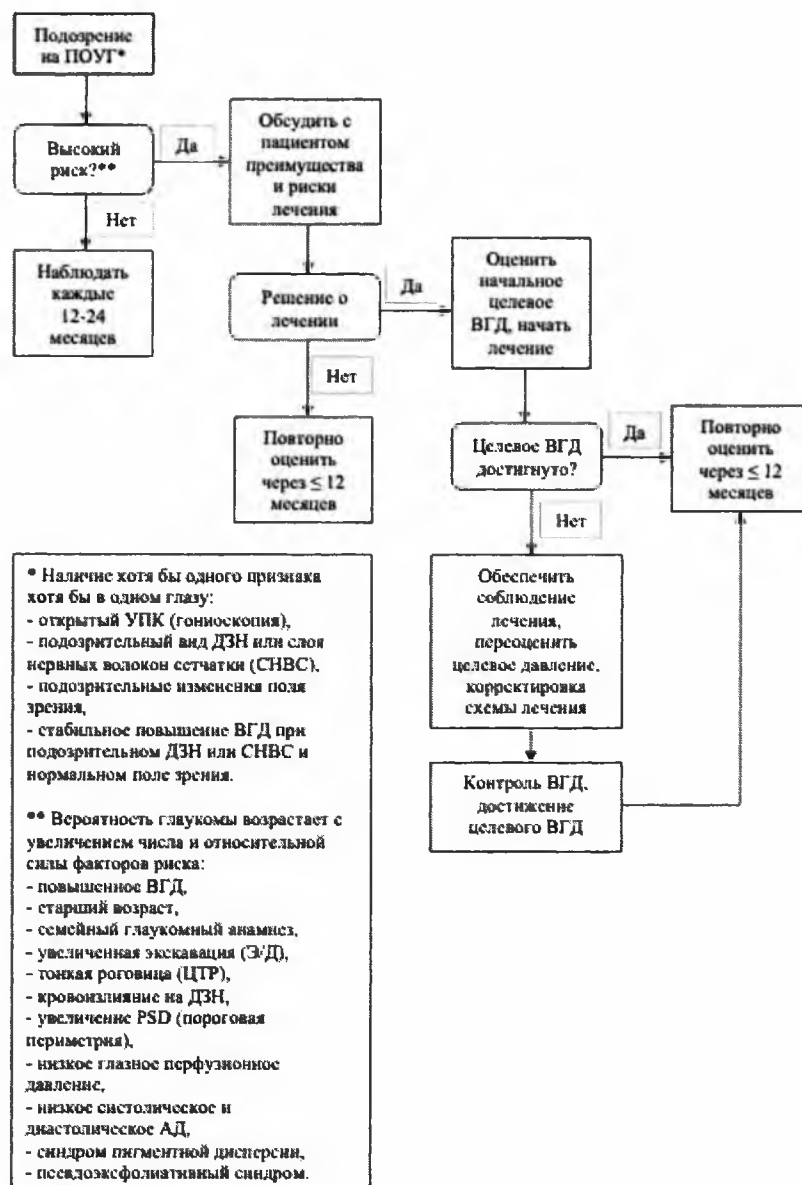 Подозрение
на ПОУГ*
Высокий
риск?**
Да
Обсудить с
пациентом
преимущества
и риски
лечения
Нет
Наблюдать
каждые
12-24
месяцев
Решение о
лечении
Да
Оценить
начальное
целевое
ВГД, начать
лечение
Нет
Повторно
оценить
через ≤ 12
месяцев
Целевое ВГД
достигнуто?
Да
Повторно
оценить
через ≤ 12
месяцев
Нет
Обеспечить
соблюдение
лечения,
переоценить
целевое давление,
корректировка
схемы лечения
Контроль ВГД,
достижение
целевого ВГД
* Наличие хотя бы одного признака
хотя бы в одном глазу:
- открытый УПК (гониоскопия),
- подозрительный вид ДЗН или слоя
нервных волокон сетчатки (СНВС),
- подозрительные изменения поля
зрения,
- стабильное повышение ВГД при
подозрительном ДЗН или СНВС и
нормальном поле зрения.
** Вероятность глаукомы возрастает с
увеличением числа и относительной
силы факторов риска:
- повышенное ВГД,
- старший возраст,
- семейный глаукомный анамнез,
- увеличенная экскавация (Э/Д),
- тонкая роговица (ЦТР),
- кровоизлияние на ДЗН,
- увеличение PSD (пороговая
периметрия),
- низкое глазное перфузионное
давление,
- низкое систолическое и
диастолическое АД,
- синдром пигментной дисперсии,
- псевдоэксфолиативный синдром.